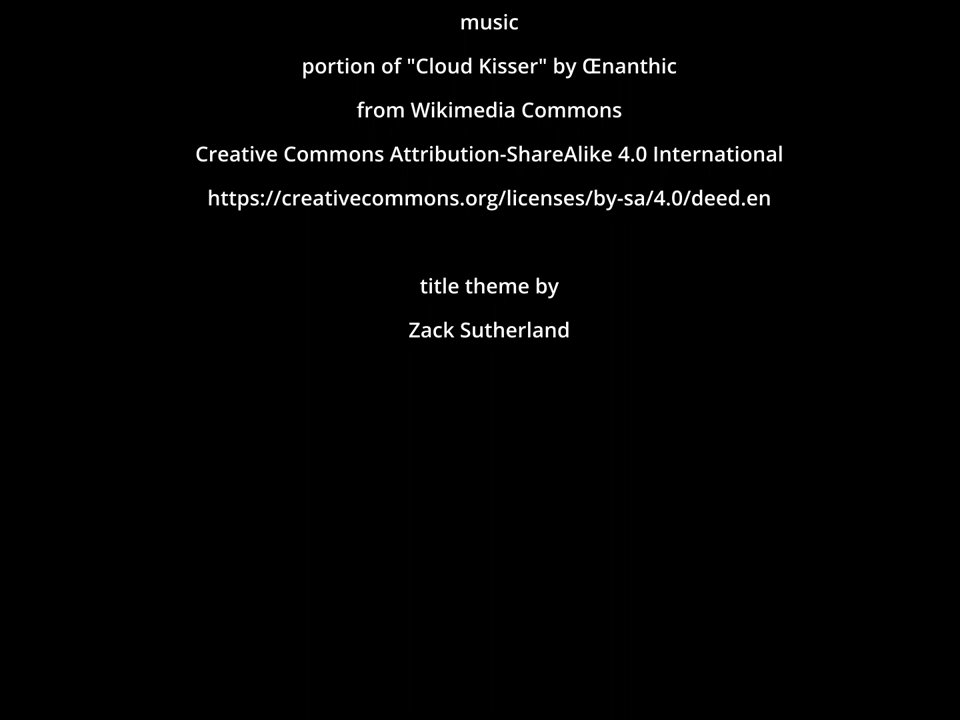 music
portion of "Cloud Kisser" by Œnanthic
from Wikimedia Commons
Creative Commons Attribution-ShareAlike 4.0 International
https://creativecommons.org/licenses/by-sa/4.0/deed.en
title theme by
Zack Sutherland